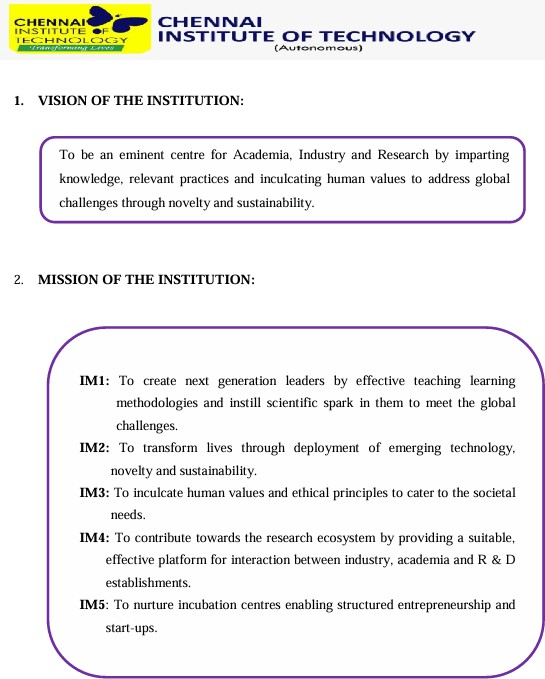 CHENNAI
INSTITUTE OF
TECHNOLOGY
Transforming Lives
CHENNAI
INSTITUTE OF TECHNOLOGY
(Autonomous)
1. VISION OF THE INSTITUTION:
To be an eminent centre for Academia, Industry and Research by imparting
knowledge, relevant practices and inculcating human values to address global
challenges through novelty and sustainability.
2. MISSION OF THE INSTITUTION:
IM1: To create next generation leaders by effective teaching learning
methodologies and instill scientific spark in them to meet the global
challenges.
IM2: To transform lives through deployment of emerging technology,
novelty and sustainability.
IM3: To inculcate human values and ethical principles to cater to the societal
needs.
IM4: To contribute towards the research ecosystem by providing a suitable,
effective platform for interaction between industry, academia and R & D
establishments.
IM5: To nurture incubation centres enabling structured entrepreneurship and
start-ups.